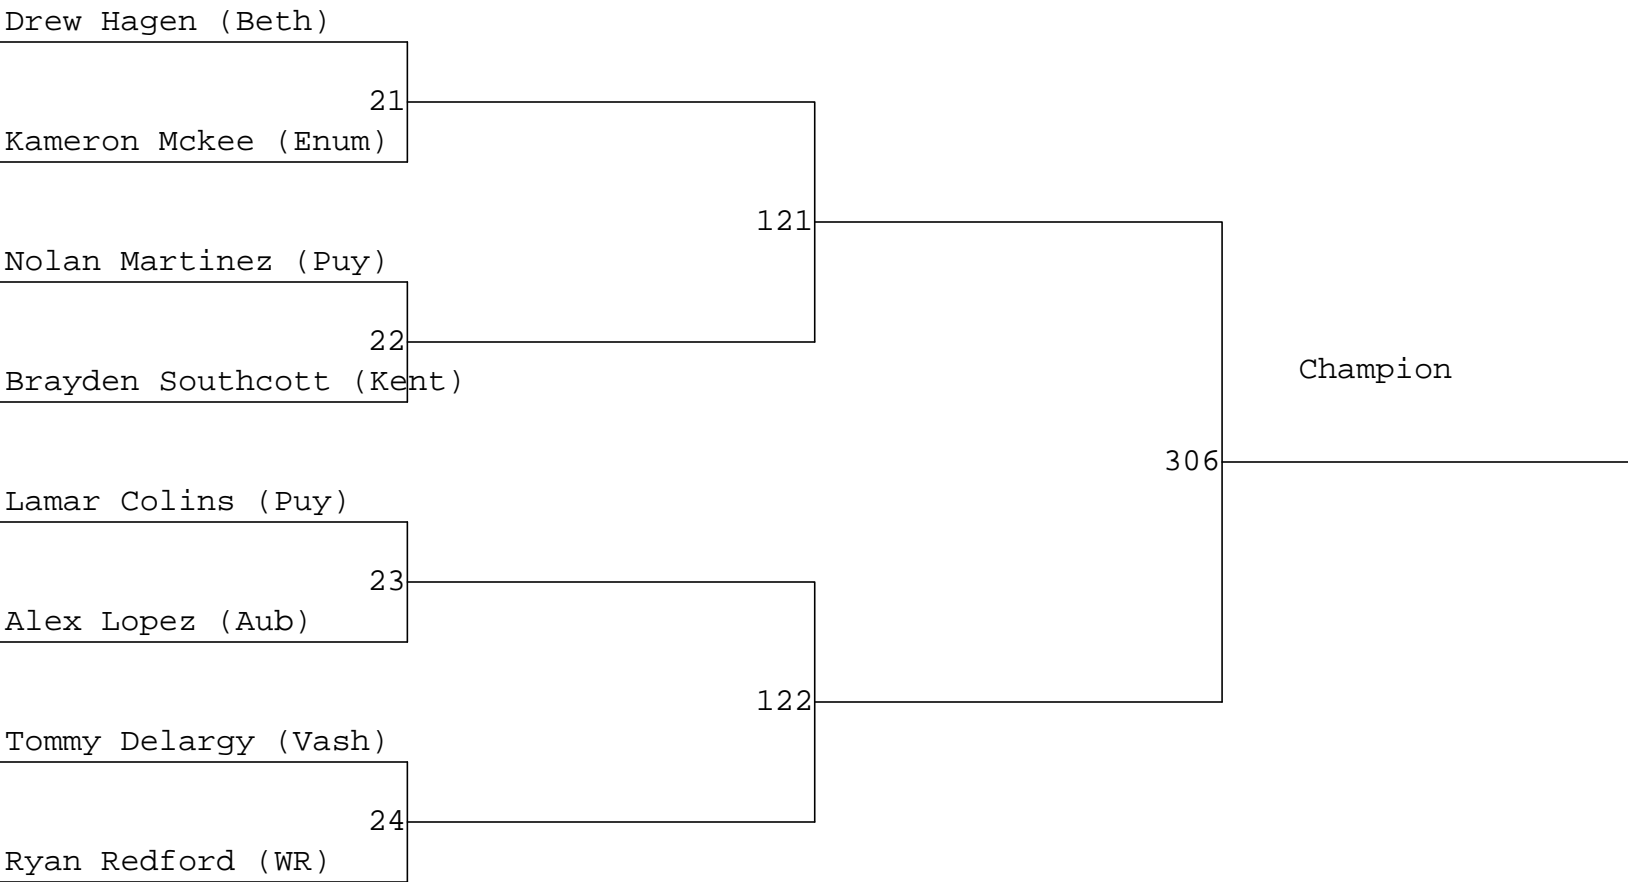 Drew Hagen (Beth)
21
Kameron Mckee (Enum)
121
Nolan Martinez (Puy)
22
Brayden Southcott (Kent)
Champion
306
Lamar Colins (Puy)
23
Alex Lopez (Aub)
122
Tommy Delargy (Vash)
24
Ryan Redford (WR)